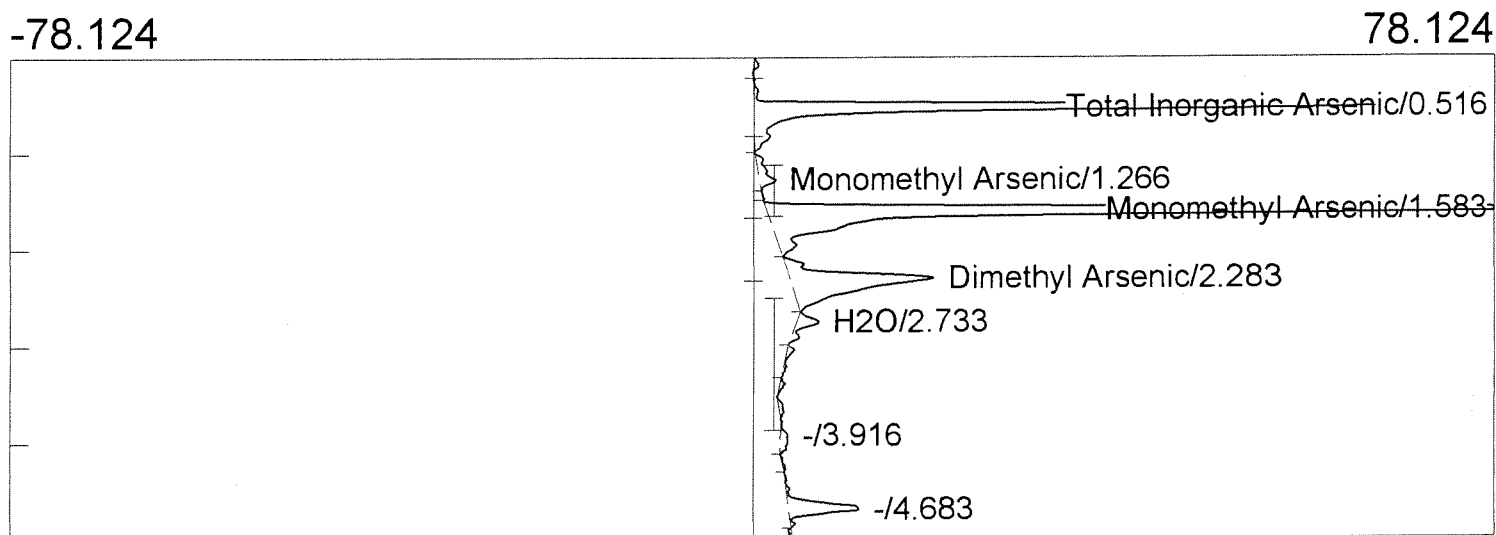 -78.124 78.124
Total Inorganic Arsenic/0.516
Monomethyl Arsenic/1.266
Monomethyl Arsenic/1.583
Dimethyl Arsenic/2.283
H2O/2.733
-/3.916
-/4.683